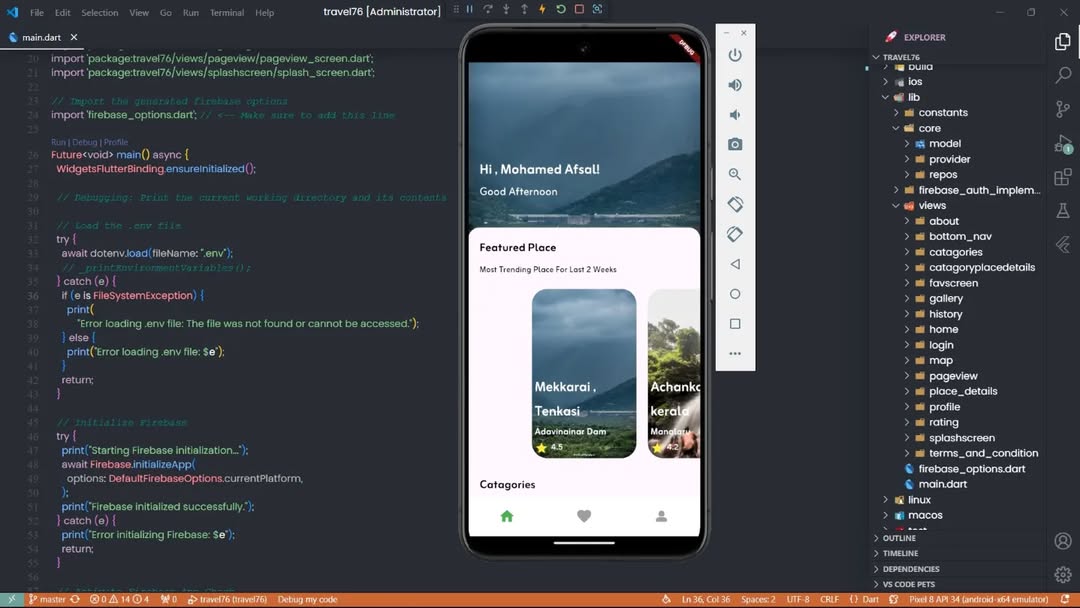 File Edit Selection View Go Run Terminal Help
travel76 [Administrator]
main.dart
20 import 'package:travel76/views/pageview/pageview_screen.dart';
21 import 'package:travel76/views/splashscreen/splash_screen.dart';
22
23 // Import the generated firebase options
24 import 'firebase_options.dart'; // <-- Make sure to add this line
25
Run | Debug | Profile
26 Future<void> main() async {
27 WidgetsFlutterBinding.ensureInitialized();
28
29 // Debugging: Print the current working directory and its contents
30
31 // Load the .env file
32 try {
33 await dotenv.load(fileName: ".env");
34 // _printEnvironmentVariables();
35 } catch (e) {
36 if (e is FileSystemException) {
37 print(
38 "Error loading .env file: The file was not found or cannot be accessed.");
39 } else {
40 print("Error loading .env file: $e");
41 }
42 return;
43 }
44
45 // Initialize Firebase
46 try {
47 print("Starting Firebase initialization...");
48 await Firebase.initializeApp(
49 options: DefaultFirebaseOptions.currentPlatform,
50 );
51 print("Firebase initialized successfully.");
52 } catch (e) {
53 print("Error initializing Firebase: $e");
54 return;
55 }
56
DEBUG
Hi , Mohamed Afsal!
Good Afternoon
Featured Place
Most Trending Place For Last 2 Weeks
Mekkarai ,
Tenkasi
Adavinainar Dam
4.5
Achanko
kerala
Manalaru
4.2
Catagories
EXPLORER
TRAVEL76
build
ios
lib
constants
core
model
provider
repos
firebase_auth_implem...
views
about
bottom_nav
catagories
catagoryplacedetails
favscreen
gallery
history
home
login
map
pageview
place_details
profile
rating
splashscreen
terms_and_condition
firebase_options.dart
main.dart
linux
macos
test
OUTLINE
TIMELINE
DEPENDENCIES
VS CODE PETS
1
master 0 14 4 0 travel76 (travel76) Debug my code
Ln 36, Col 36 Spaces: 2 UTF-8 CRLF {} Dart Pixel 8 API 34 (android-x64 emulator)